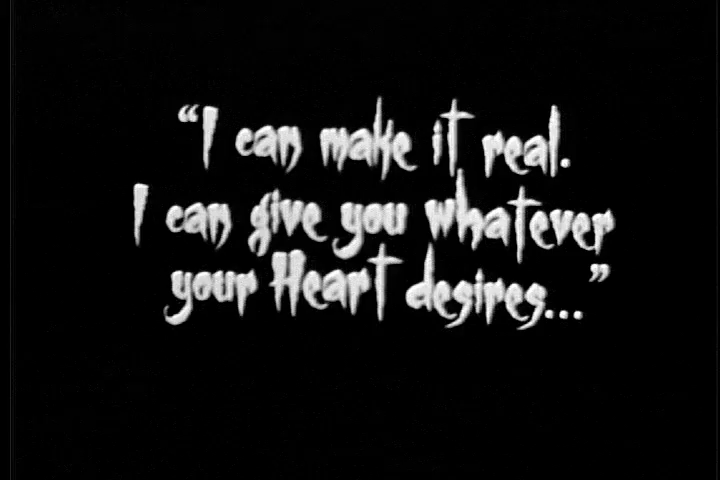 “I can make it real.
I can give you whatever
your Heart desires...”